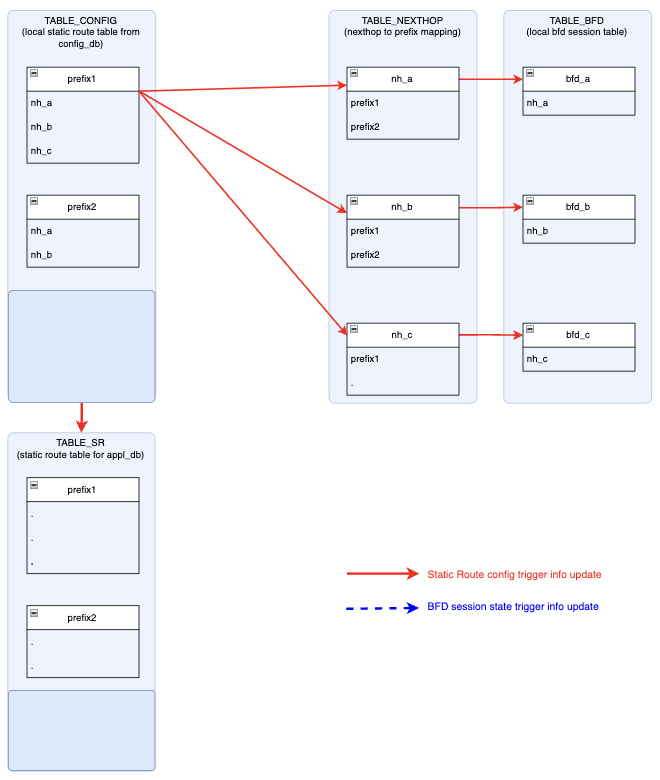 TABLE_CONFIG
(local static route table from
config_db)
prefix1
nh_a
nh_b
nh_c
prefix2
nh_a
nh_b
TABLE_NEXTHOP
(nexthop to prefix mapping)
nh_a
prefix1
prefix2
nh_b
prefix1
prefix2
nh_c
prefix1
.
TABLE_BFD
(local bfd session table)
bfd_a
nh_a
bfd_b
nh_b
bfd_c
nh_c
TABLE_SR
(static route table for appl_db)
prefix1
.
.
.
prefix2
.
.
Static Route config trigger info update
BFD session state trigger info update